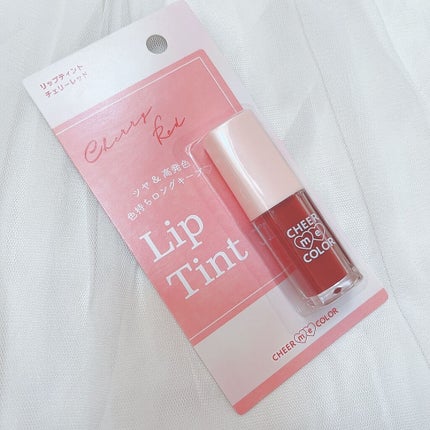 リップティント
チェリーレッド
Cherry
Red
ツヤ&高発色
色持ちロングキープ
Lip
Tint
CHEER
me
COLOR
CHEER me COLOR